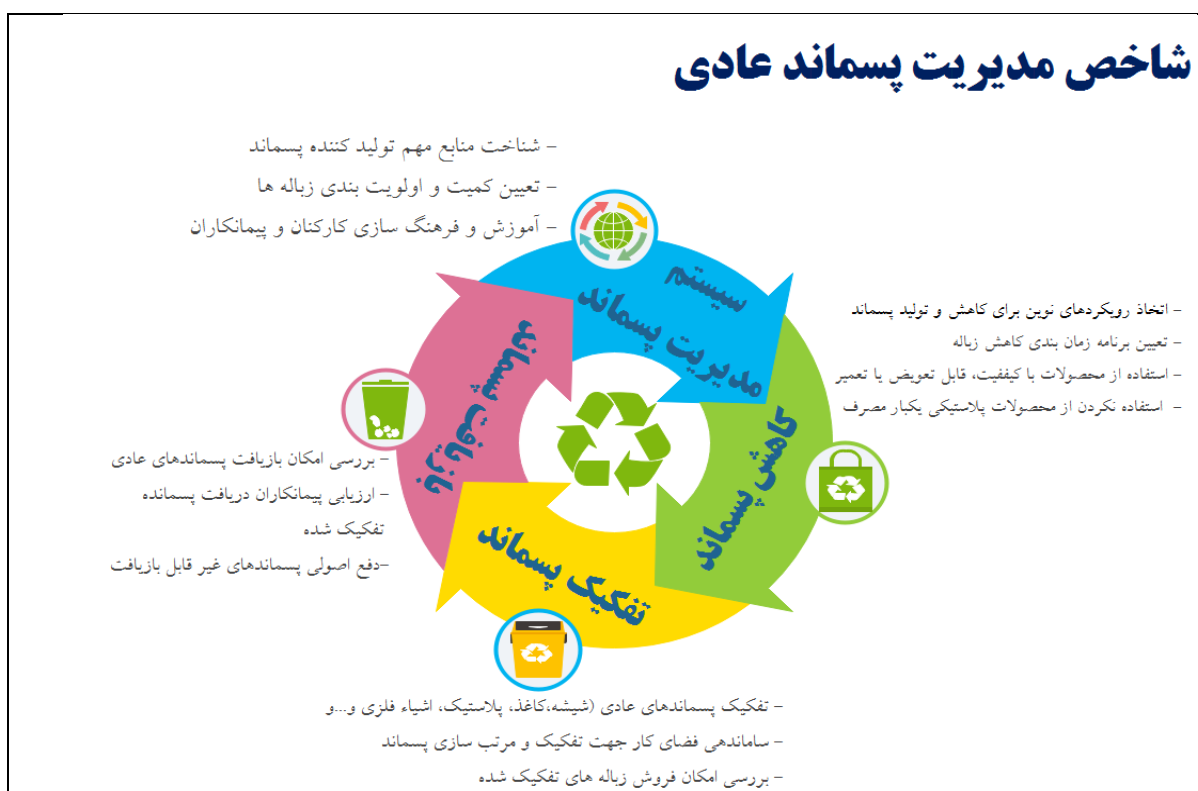 شاخص مدیریت پسماند عادی
- شناخت منابع مهم تولید کننده پسماند
- تعیین کمیت و اولویت بندی زباله ها
- آموزش و فرهنگ سازی کارکنان و پیمانکاران
سیستم
مدیریت پسماند
- اتخاذ رویکردهای نوین برای کاهش و تولید پسماند
- تعیین برنامه زمان بندی کاهش زباله
- استفاده از محصولات با کیففیت، قابل تعویض یا تعمیر
- استفاده نکردن از محصولات پلاستیکی یکبار مصرف
کاهش پسماند
تفکیک پسماند
- تفکیک پسماندهای عادی (شیشه،کاغذ، پلاستیک، اشیاء فلزی و...و
- ساماندهی فضای کار جهت تفکیک و مرتب سازی پسماند
- بررسی امکان فروش زباله های تفکیک شده
بازیافت پسماند
- بررسی امکان بازیافت پسماندهای عادی
- ارزیابی پیمانکاران دریافت پسمانده
تفکیک شده
-دفع اصولی پسماندهای غیر قابل بازیافت